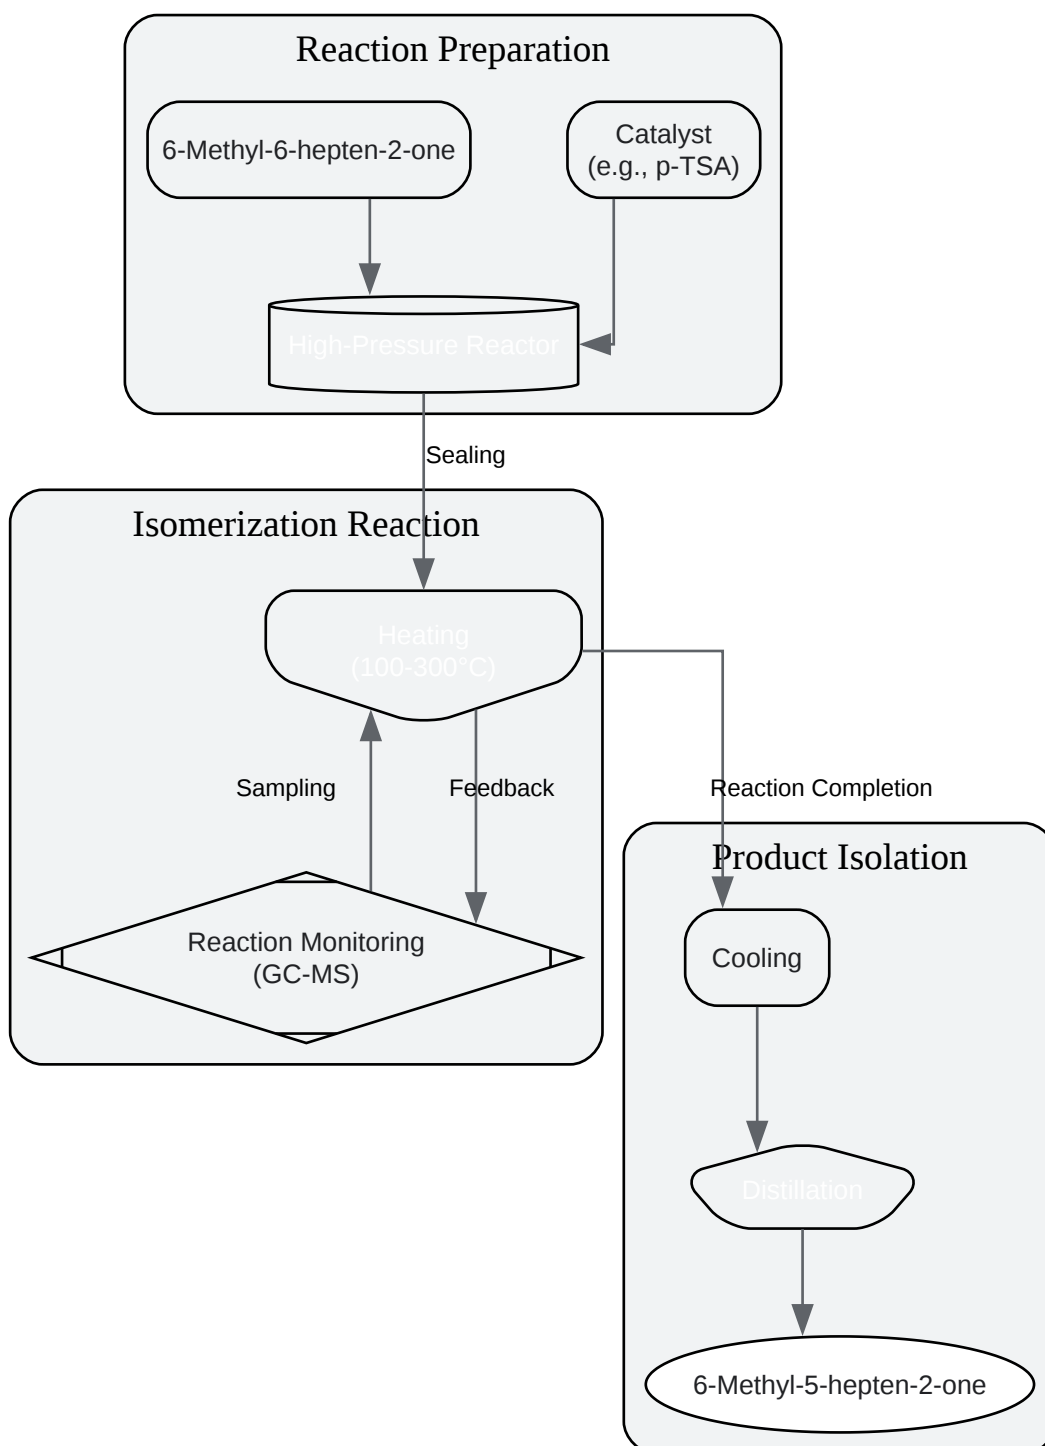 Reaction Preparation
6-Methyl-6-hepten-2-one
Catalyst
(e.g., p-TSA)
High-Pressure Reactor
Sealing
Isomerization Reaction
Heating
(100-300°C)
Sampling
Feedback
Reaction Completion
Reaction Monitoring
(GC-MS)
Product Isolation
Cooling
Distillation
6-Methyl-5-hepten-2-one